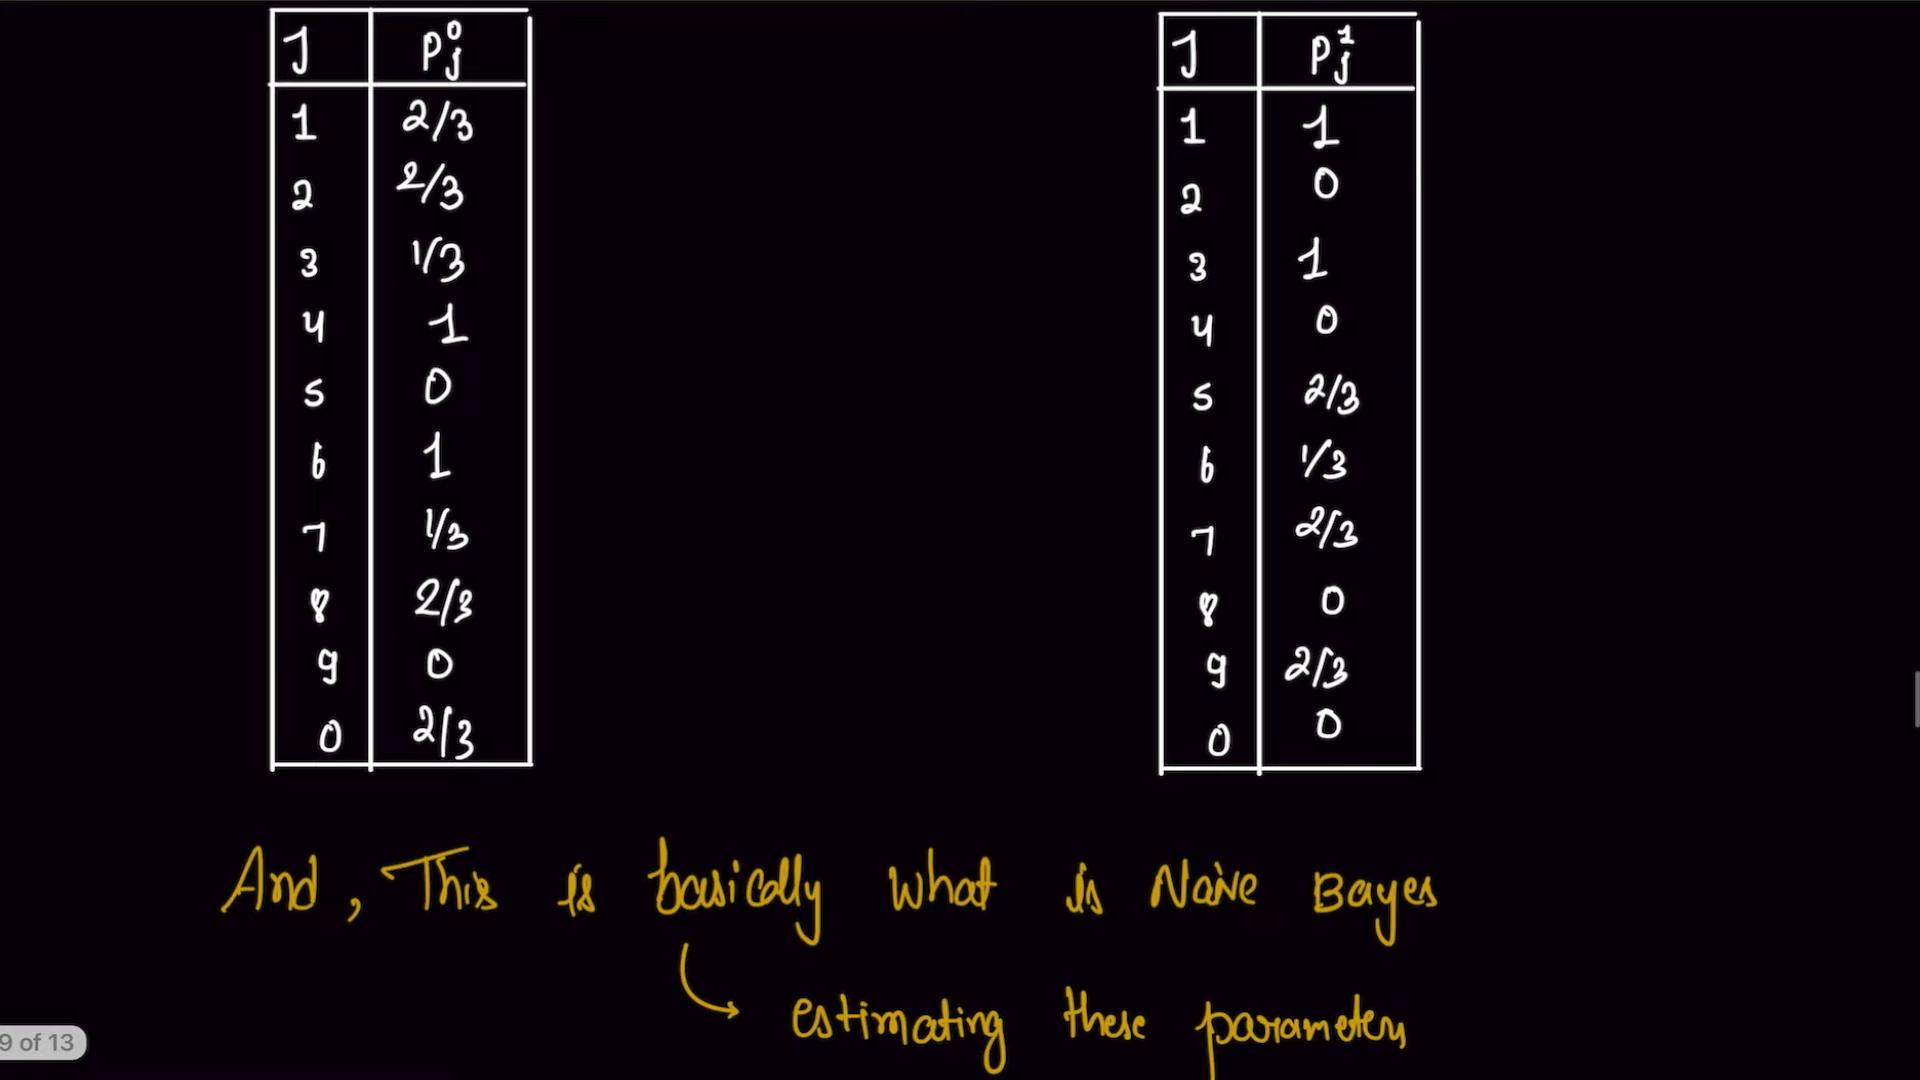 J P_j^0 J P_j^1
1 2/3 1 1
2 2/3 2 0
3 1/3 3 1
4 1 4 0
5 0 5 2/3
6 1 6 1/3
7 1/3 7 2/3
8 2/3 8 0
9 0 9 2/3
0 2/3 0 0
And, This is basically what is Naive Bayes
estimating these parameters
9 of 13